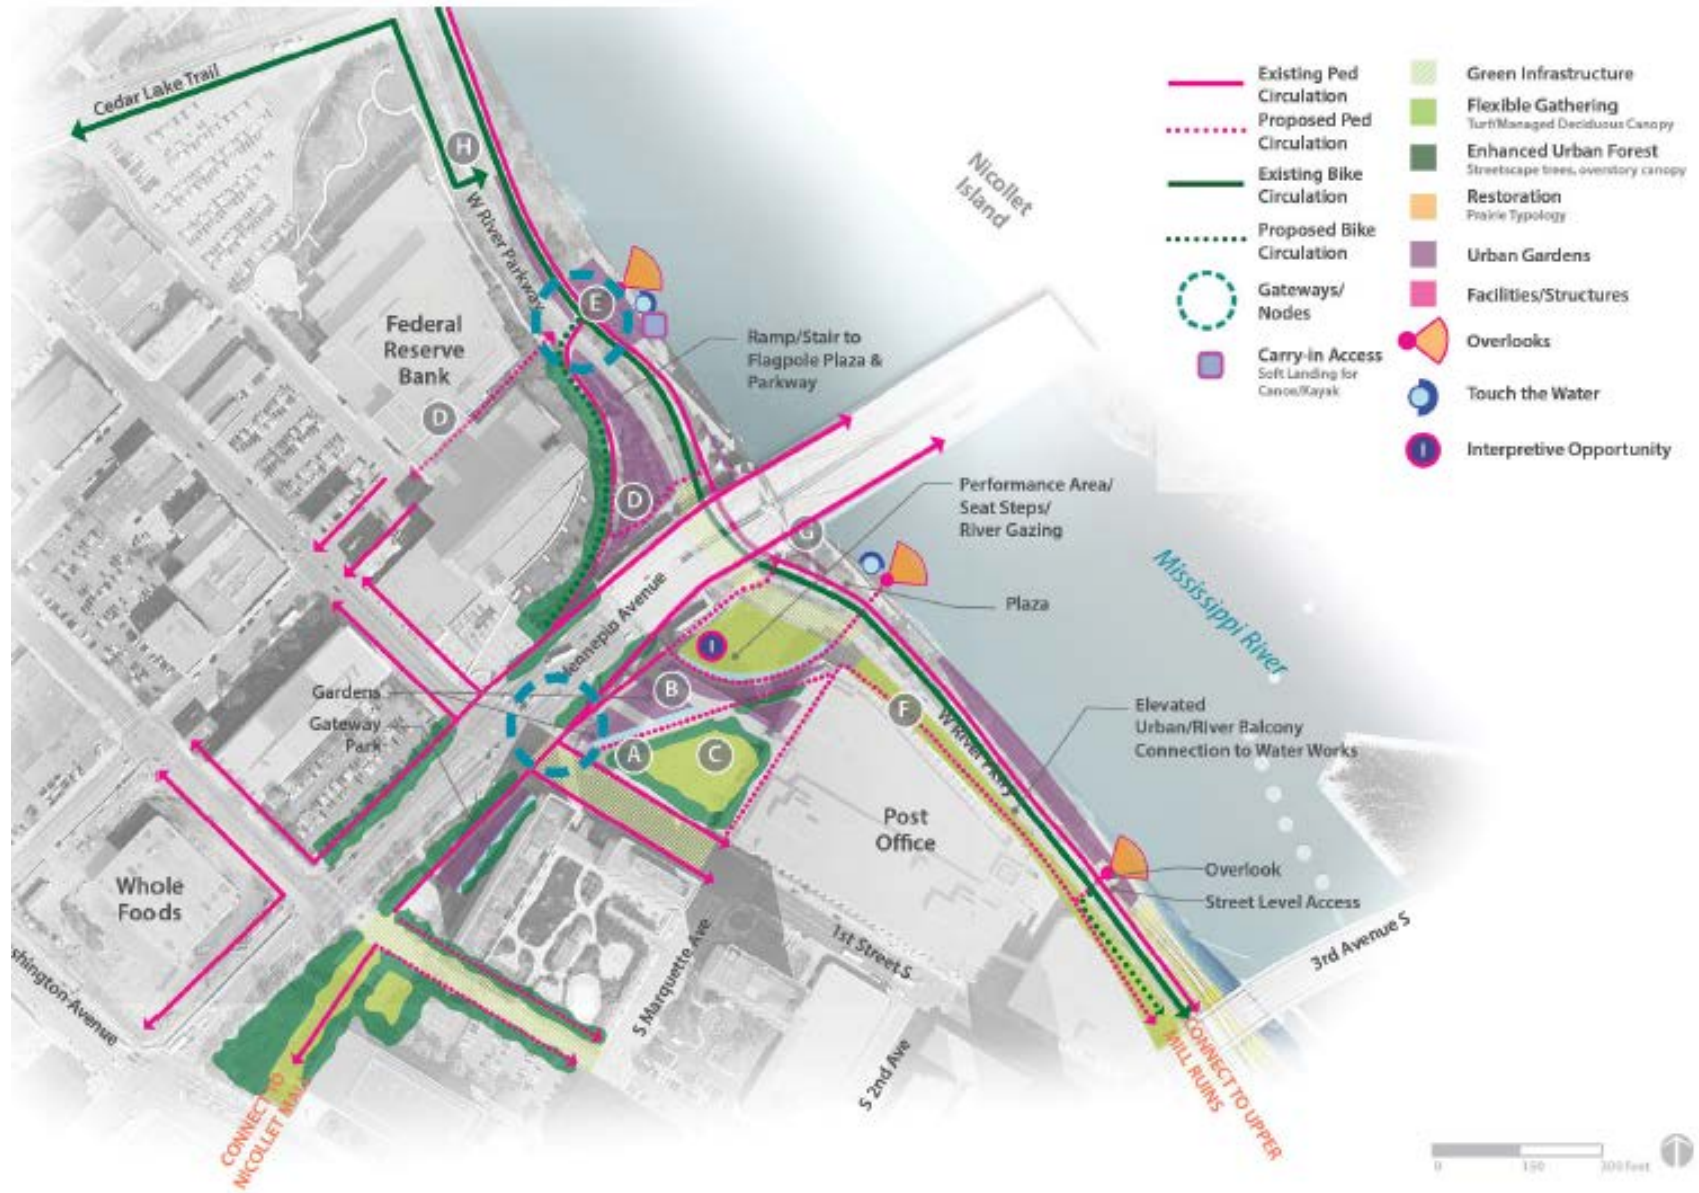 Cedar Lake Trail
H
W River Parkway
Nicollet
Island
E
Federal
Reserve
Bank
D
Ramp/Stair to
Flagpole Plaza &
Parkway
D
Performance Area/
Seat Steps/
River Gazing
G
Hennepin Avenue
Plaza
Mississippi River
I
Gardens
Gateway
Park
B
A
C
F
W River Pkwy
Elevated
Urban/River Balcony
Connection to Water Works
Post
Office
Whole
Foods
Overlook
Street Level Access
1st Street S
3rd Avenue S
S Marquette Ave
S 2nd Ave
shington Avenue
CONNECT TO
NICOLLET MALL
CONNECT TO UPPER
MILL RUINS
Existing Ped
Circulation
Proposed Ped
Circulation
Existing Bike
Circulation
Proposed Bike
Circulation
Gateways/
Nodes
Carry-in Access
Soft Landing for
Canoe/Kayak
Green Infrastructure
Flexible Gathering
Turf/Managed Deciduous Canopy
Enhanced Urban Forest
Streetscape trees, overstory canopy
Restoration
Prairie Typology
Urban Gardens
Facilities/Structures
Overlooks
Touch the Water
I
Interpretive Opportunity
0 150 300 feet